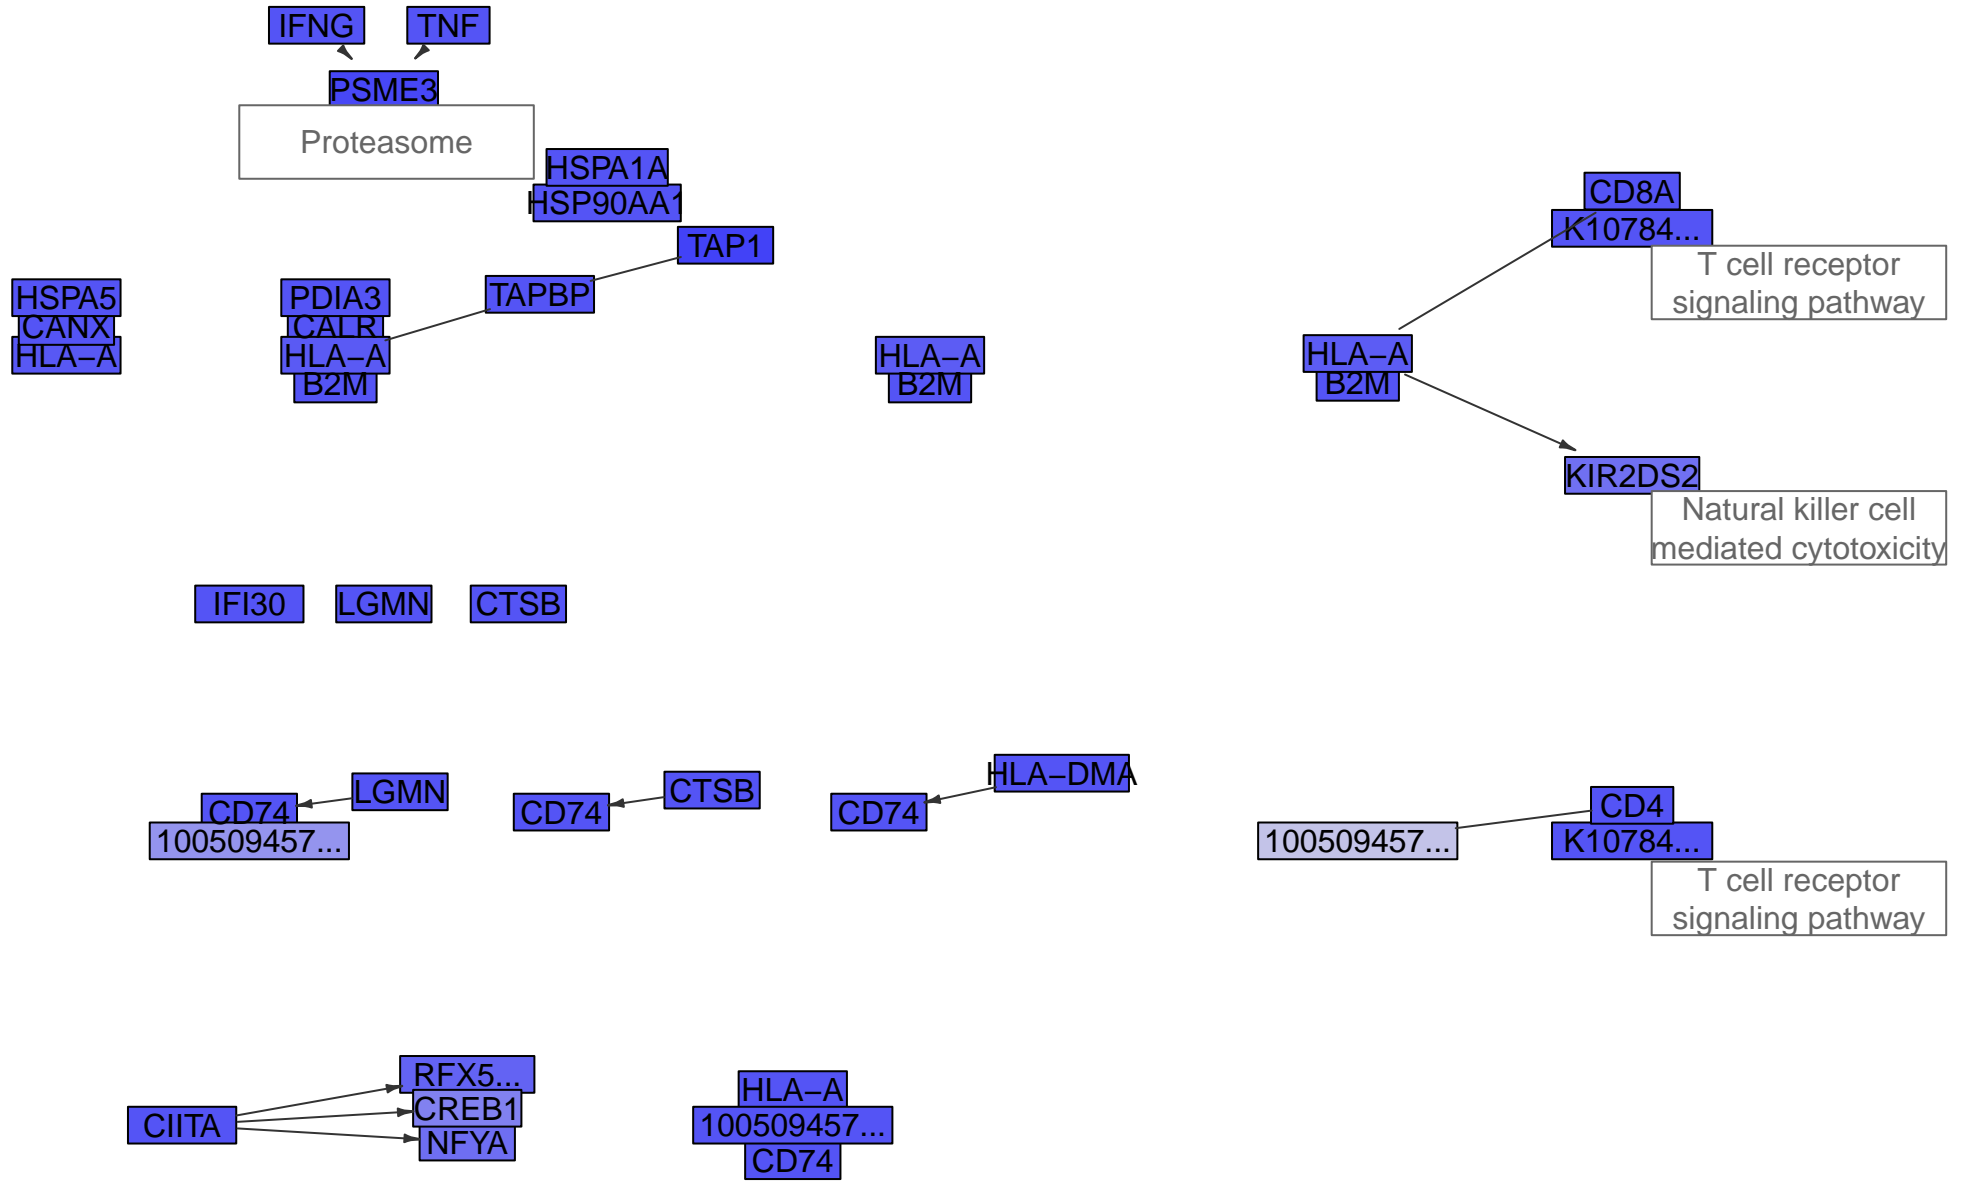 IFNG
TNF
PSME3
Proteasome
HSPA1A
HSP90AA1
TAP1
TAPBP
CD8A
K10784...
T cell receptor
signaling pathway
HSPA5
CANX
HLA−A
PDIA3
CALR
HLA−A
B2M
HLA−A
B2M
HLA−A
B2M
KIR2DS2
Natural killer cell
mediated cytotoxicity
IFI30
LGMN
CTSB
CD74
100509457...
LGMN
CD74
CTSB
CD74
HLA−DMA
100509457...
CD4
K10784...
T cell receptor
signaling pathway
CIITA
RFX5...
CREB1
NFYA
HLA−A
100509457...
CD74